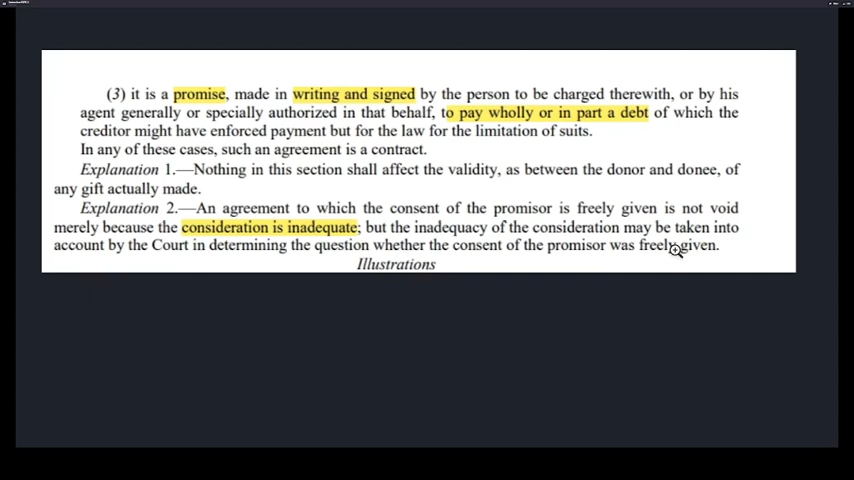 (3) it is a promise, made in writing and signed by the person to be charged therewith, or by his
agent generally or specially authorized in that behalf, to pay wholly or in part a debt of which the
creditor might have enforced payment but for the law for the limitation of suits.
In any of these cases, such an agreement is a contract.
Explanation 1.—Nothing in this section shall affect the validity, as between the donor and donee, of
any gift actually made.
Explanation 2.—An agreement to which the consent of the promisor is freely given is not void
merely because the consideration is inadequate; but the inadequacy of the consideration may be taken into
account by the Court in determining the question whether the consent of the promisor was freely given.
Illustrations